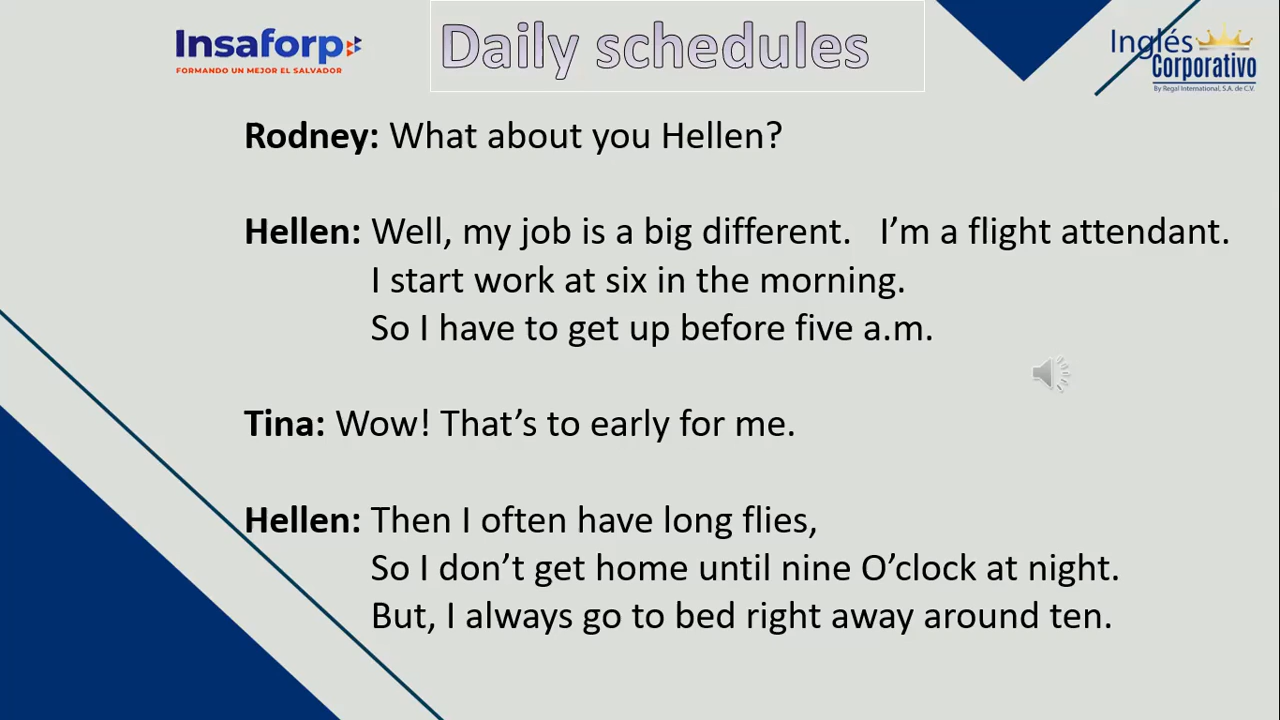 Insaforp
FORMANDO UN MEJOR EL SALVADOR
Daily schedules
Inglés
Corporativo
By Regal International, S.A. de C.V.
Rodney: What about you Hellen?
Hellen: Well, my job is a big different. I’m a flight attendant.
I start work at six in the morning.
So I have to get up before five a.m.
Tina: Wow! That’s to early for me.
Hellen: Then I often have long flies,
So I don’t get home until nine O’clock at night.
But, I always go to bed right away around ten.